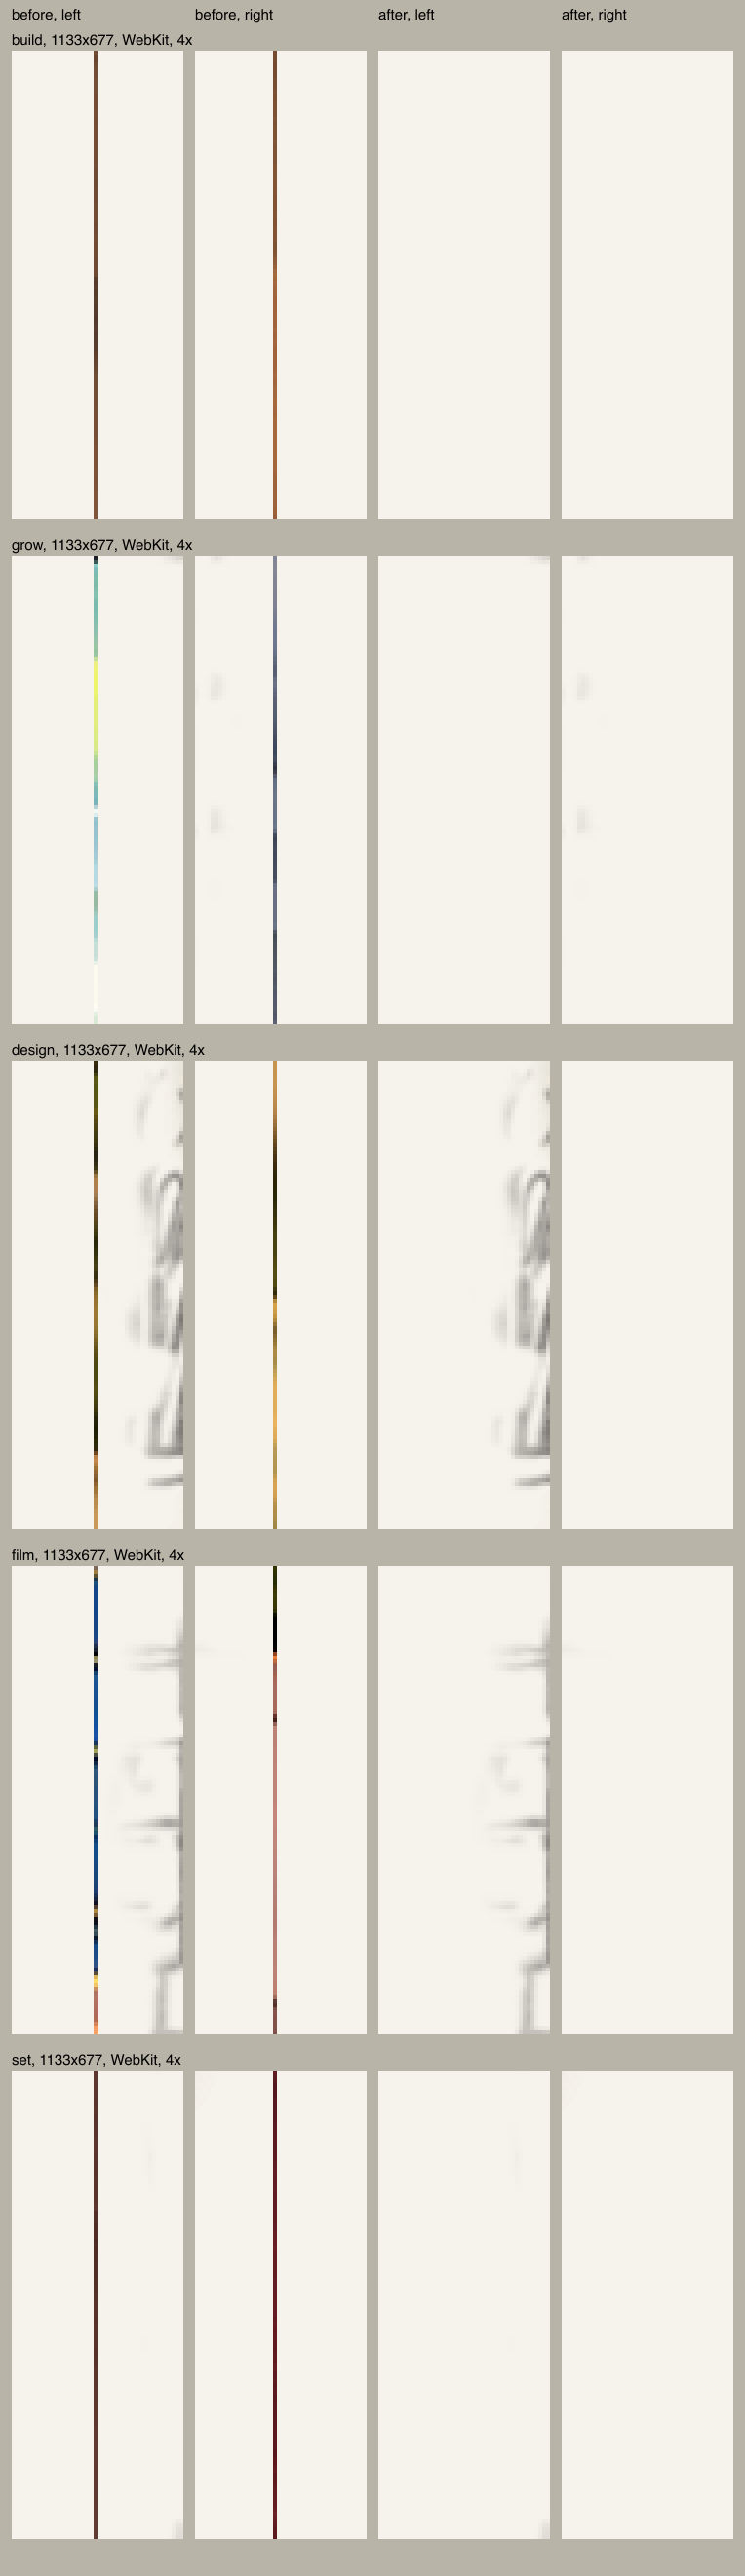 before, left before, right after, left after, right
build, 1133x677, WebKit, 4x
grow, 1133x677, WebKit, 4x
design, 1133x677, WebKit, 4x
film, 1133x677, WebKit, 4x
set, 1133x677, WebKit, 4x